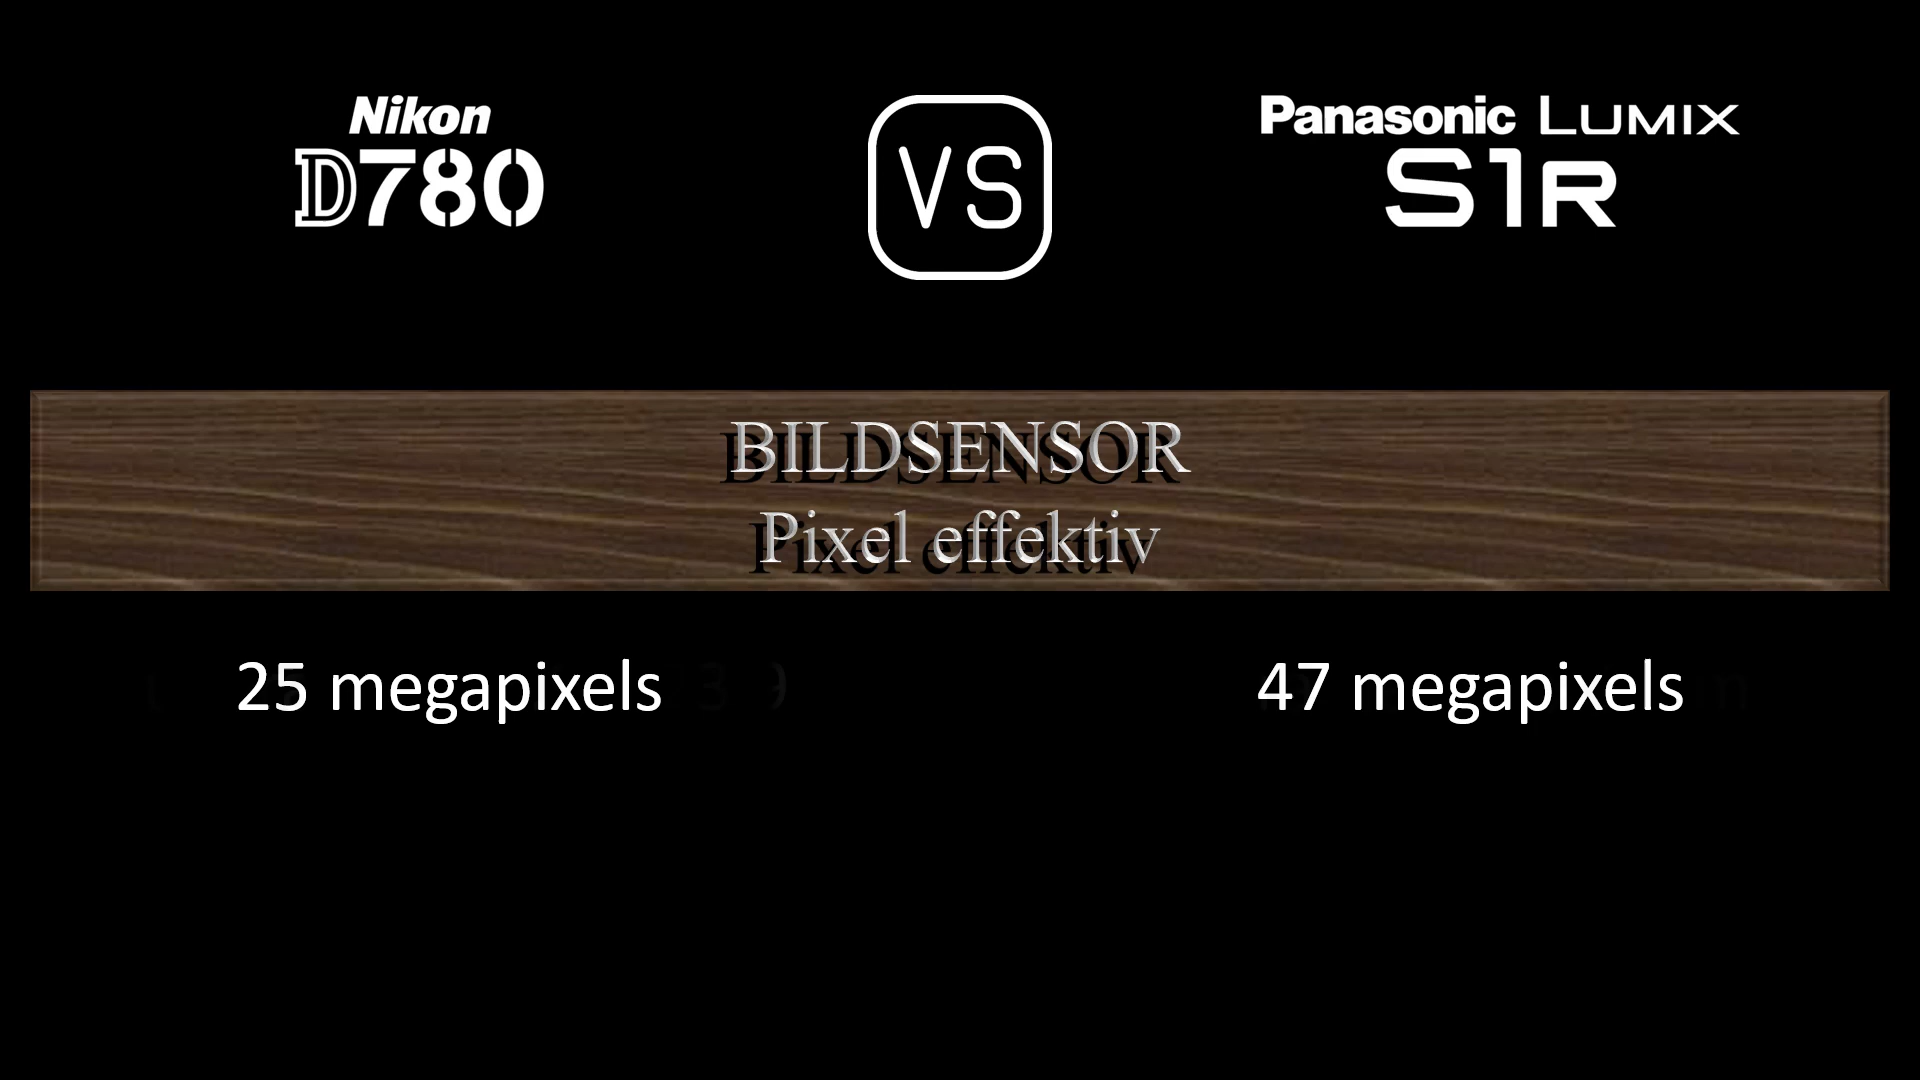 Nikon
D780
VS
Panasonic LUMIX
S1R
BILDSENSOR
Pixel effektiv
25 megapixels
47 megapixels